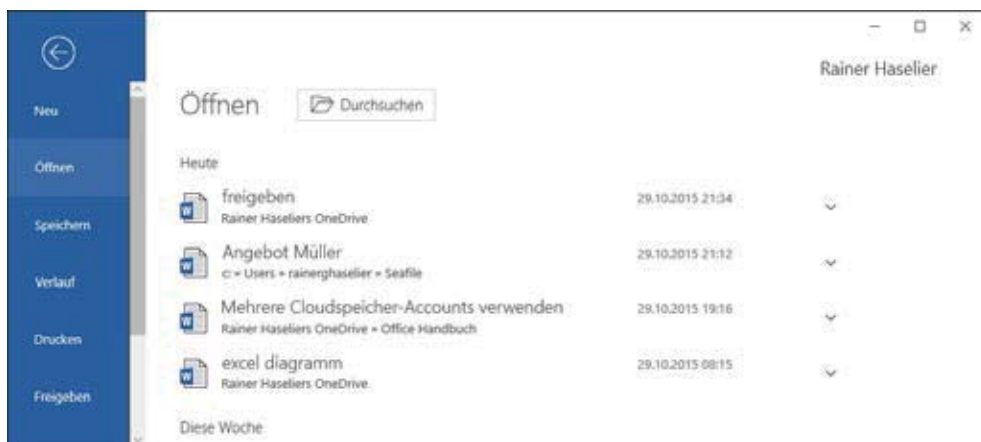 Rainer Haselier
Neu
Öffnen
Speichern
Verlauf
Drucken
Freigeben
Öffnen
Durchsuchen
Heute
freigeben 29.10.2015 21:34
Rainer Haseliers OneDrive
Angebot Müller 29.10.2015 21:12
c: » Users » rainerghaselier » Seafile
Mehrere Cloudspeicher-Accounts verwenden 29.10.2015 19:16
Rainer Haseliers OneDrive » Office Handbuch
excel diagramm 29.10.2015 08:15
Rainer Haseliers OneDrive
Diese Woche